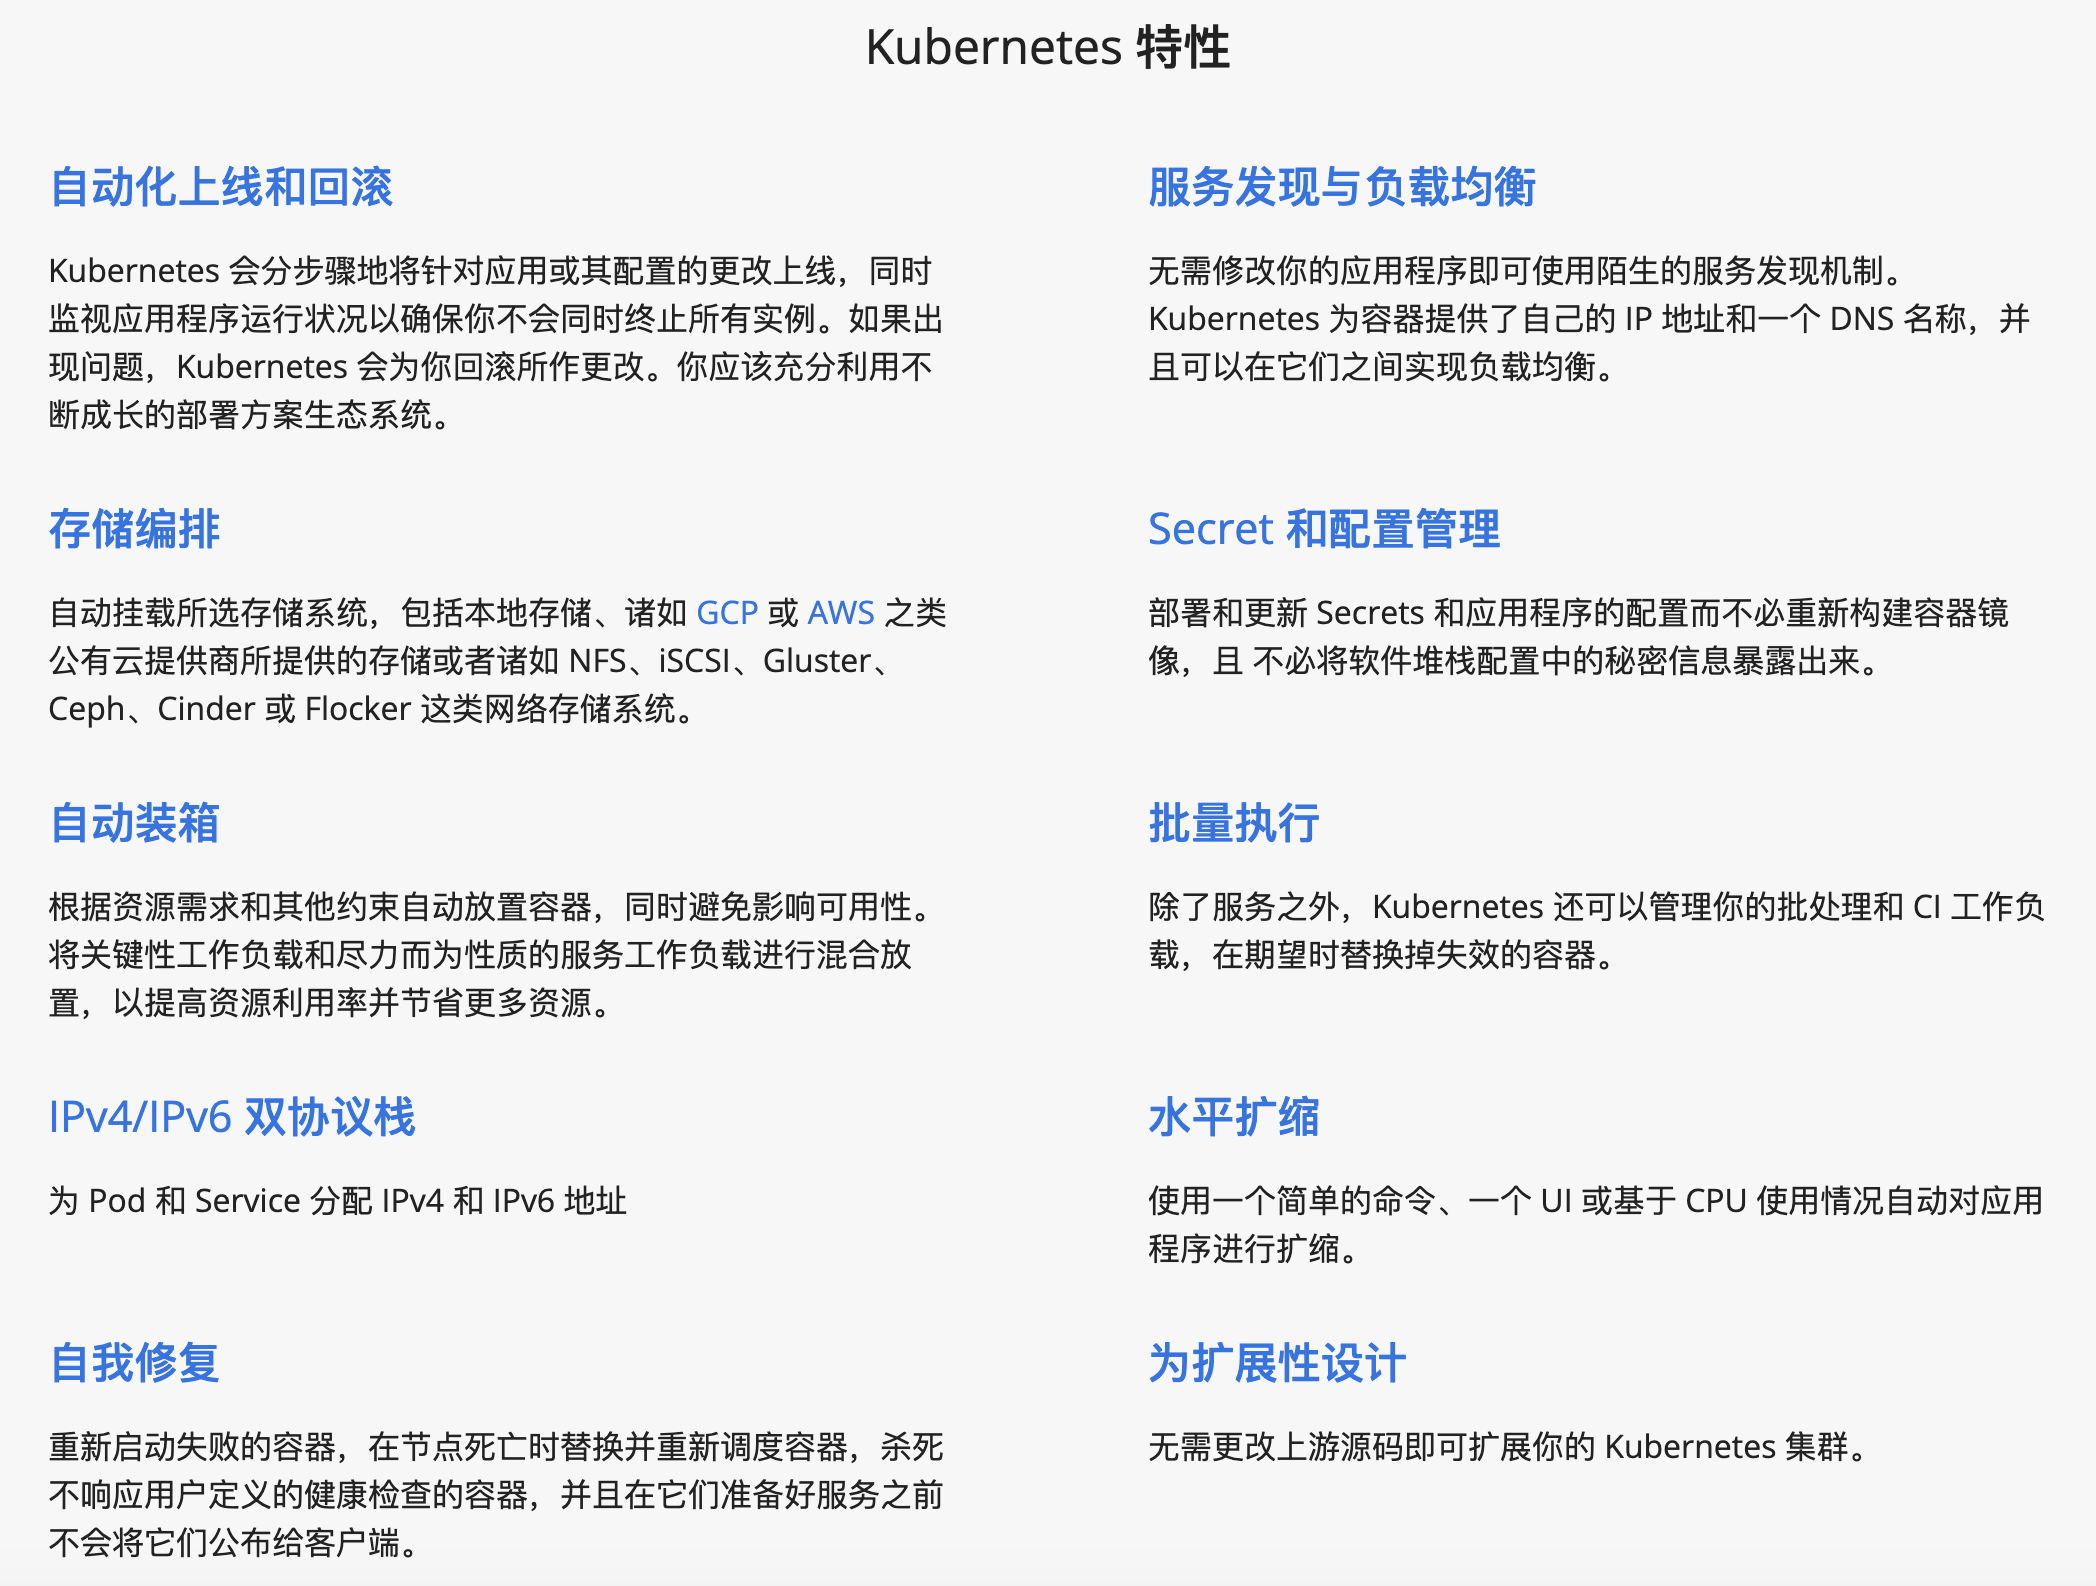 Kubernetes 特性
自动化上线和回滚
Kubernetes 会分步骤地将针对应用或其配置的更改上线，同时
监视应用程序运行状况以确保你不会同时终止所有实例。如果出
现问题，Kubernetes 会为你回滚所作更改。你应该充分利用不
断成长的部署方案生态系统。
服务发现与负载均衡
无需修改你的应用程序即可使用陌生的服务发现机制。
Kubernetes 为容器提供了自己的 IP 地址和一个 DNS 名称，并
且可以在它们之间实现负载均衡。
存储编排
自动挂载所选存储系统，包括本地存储、诸如 GCP 或 AWS 之类
公有云提供商所提供的存储或者诸如 NFS、iSCSI、Gluster、
Ceph、Cinder 或 Flocker 这类网络存储系统。
Secret 和配置管理
部署和更新 Secrets 和应用程序的配置而不必重新构建容器镜
像，且 不必将软件堆栈配置中的秘密信息暴露出来。
自动装箱
根据资源需求和其他约束自动放置容器，同时避免影响可用性。
将关键性工作负载和尽力而为性质的服务工作负载进行混合放
置，以提高资源利用率并节省更多资源。
批量执行
除了服务之外，Kubernetes 还可以管理你的批处理和 CI 工作负
载，在期望时替换掉失效的容器。
IPv4/IPv6 双协议栈
为 Pod 和 Service 分配 IPv4 和 IPv6 地址
水平扩缩
使用一个简单的命令、一个 UI 或基于 CPU 使用情况自动对应用
程序进行扩缩。
自我修复
重新启动失败的容器，在节点死亡时替换并重新调度容器，杀死
不响应用户定义的健康检查的容器，并且在它们准备好服务之前
不会将它们公布给客户端。
为扩展性设计
无需更改上游源码即可扩展你的 Kubernetes 集群。